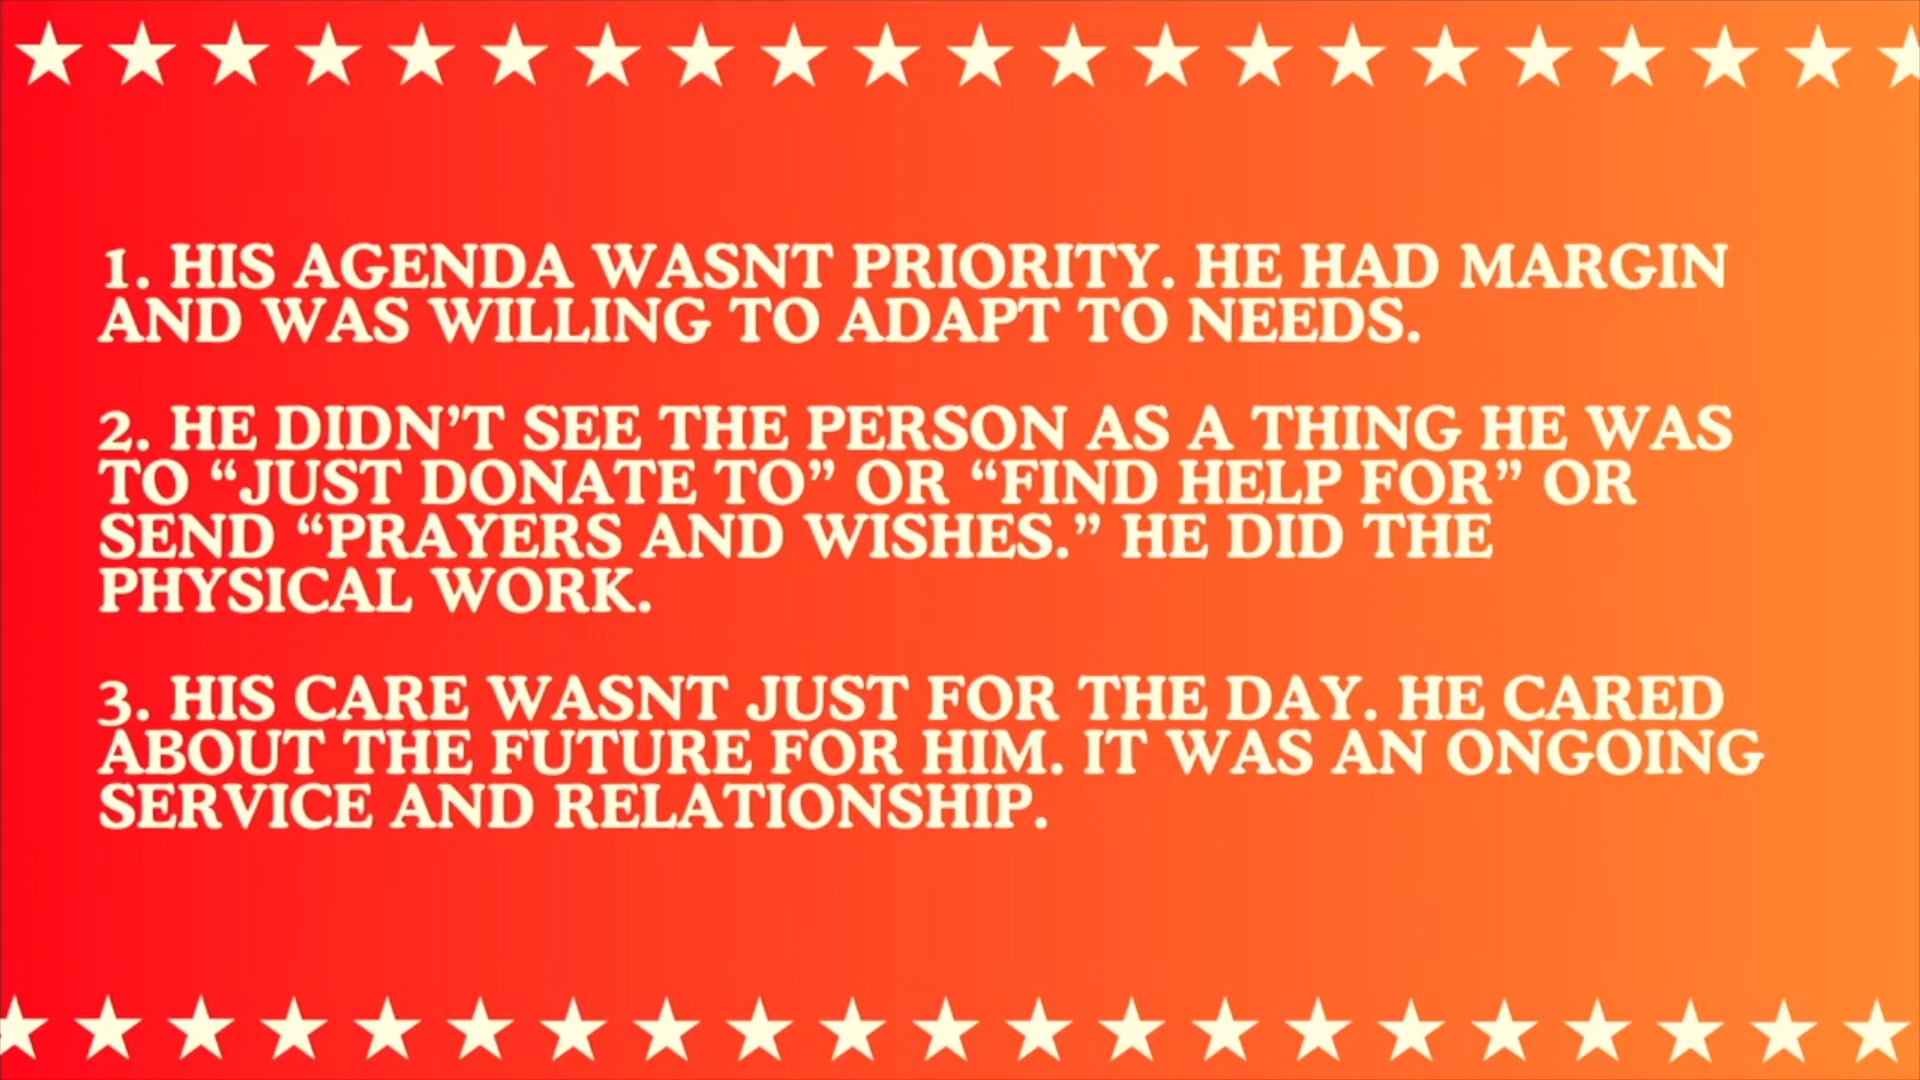 1. HIS AGENDA WASNT PRIORITY. HE HAD MARGIN
AND WAS WILLING TO ADAPT TO NEEDS.
2. HE DIDN’T SEE THE PERSON AS A THING HE WAS
TO “JUST DONATE TO” OR “FIND HELP FOR” OR
SEND “PRAYERS AND WISHES.” HE DID THE
PHYSICAL WORK.
3. HIS CARE WASNT JUST FOR THE DAY. HE CARED
ABOUT THE FUTURE FOR HIM. IT WAS AN ONGOING
SERVICE AND RELATIONSHIP.